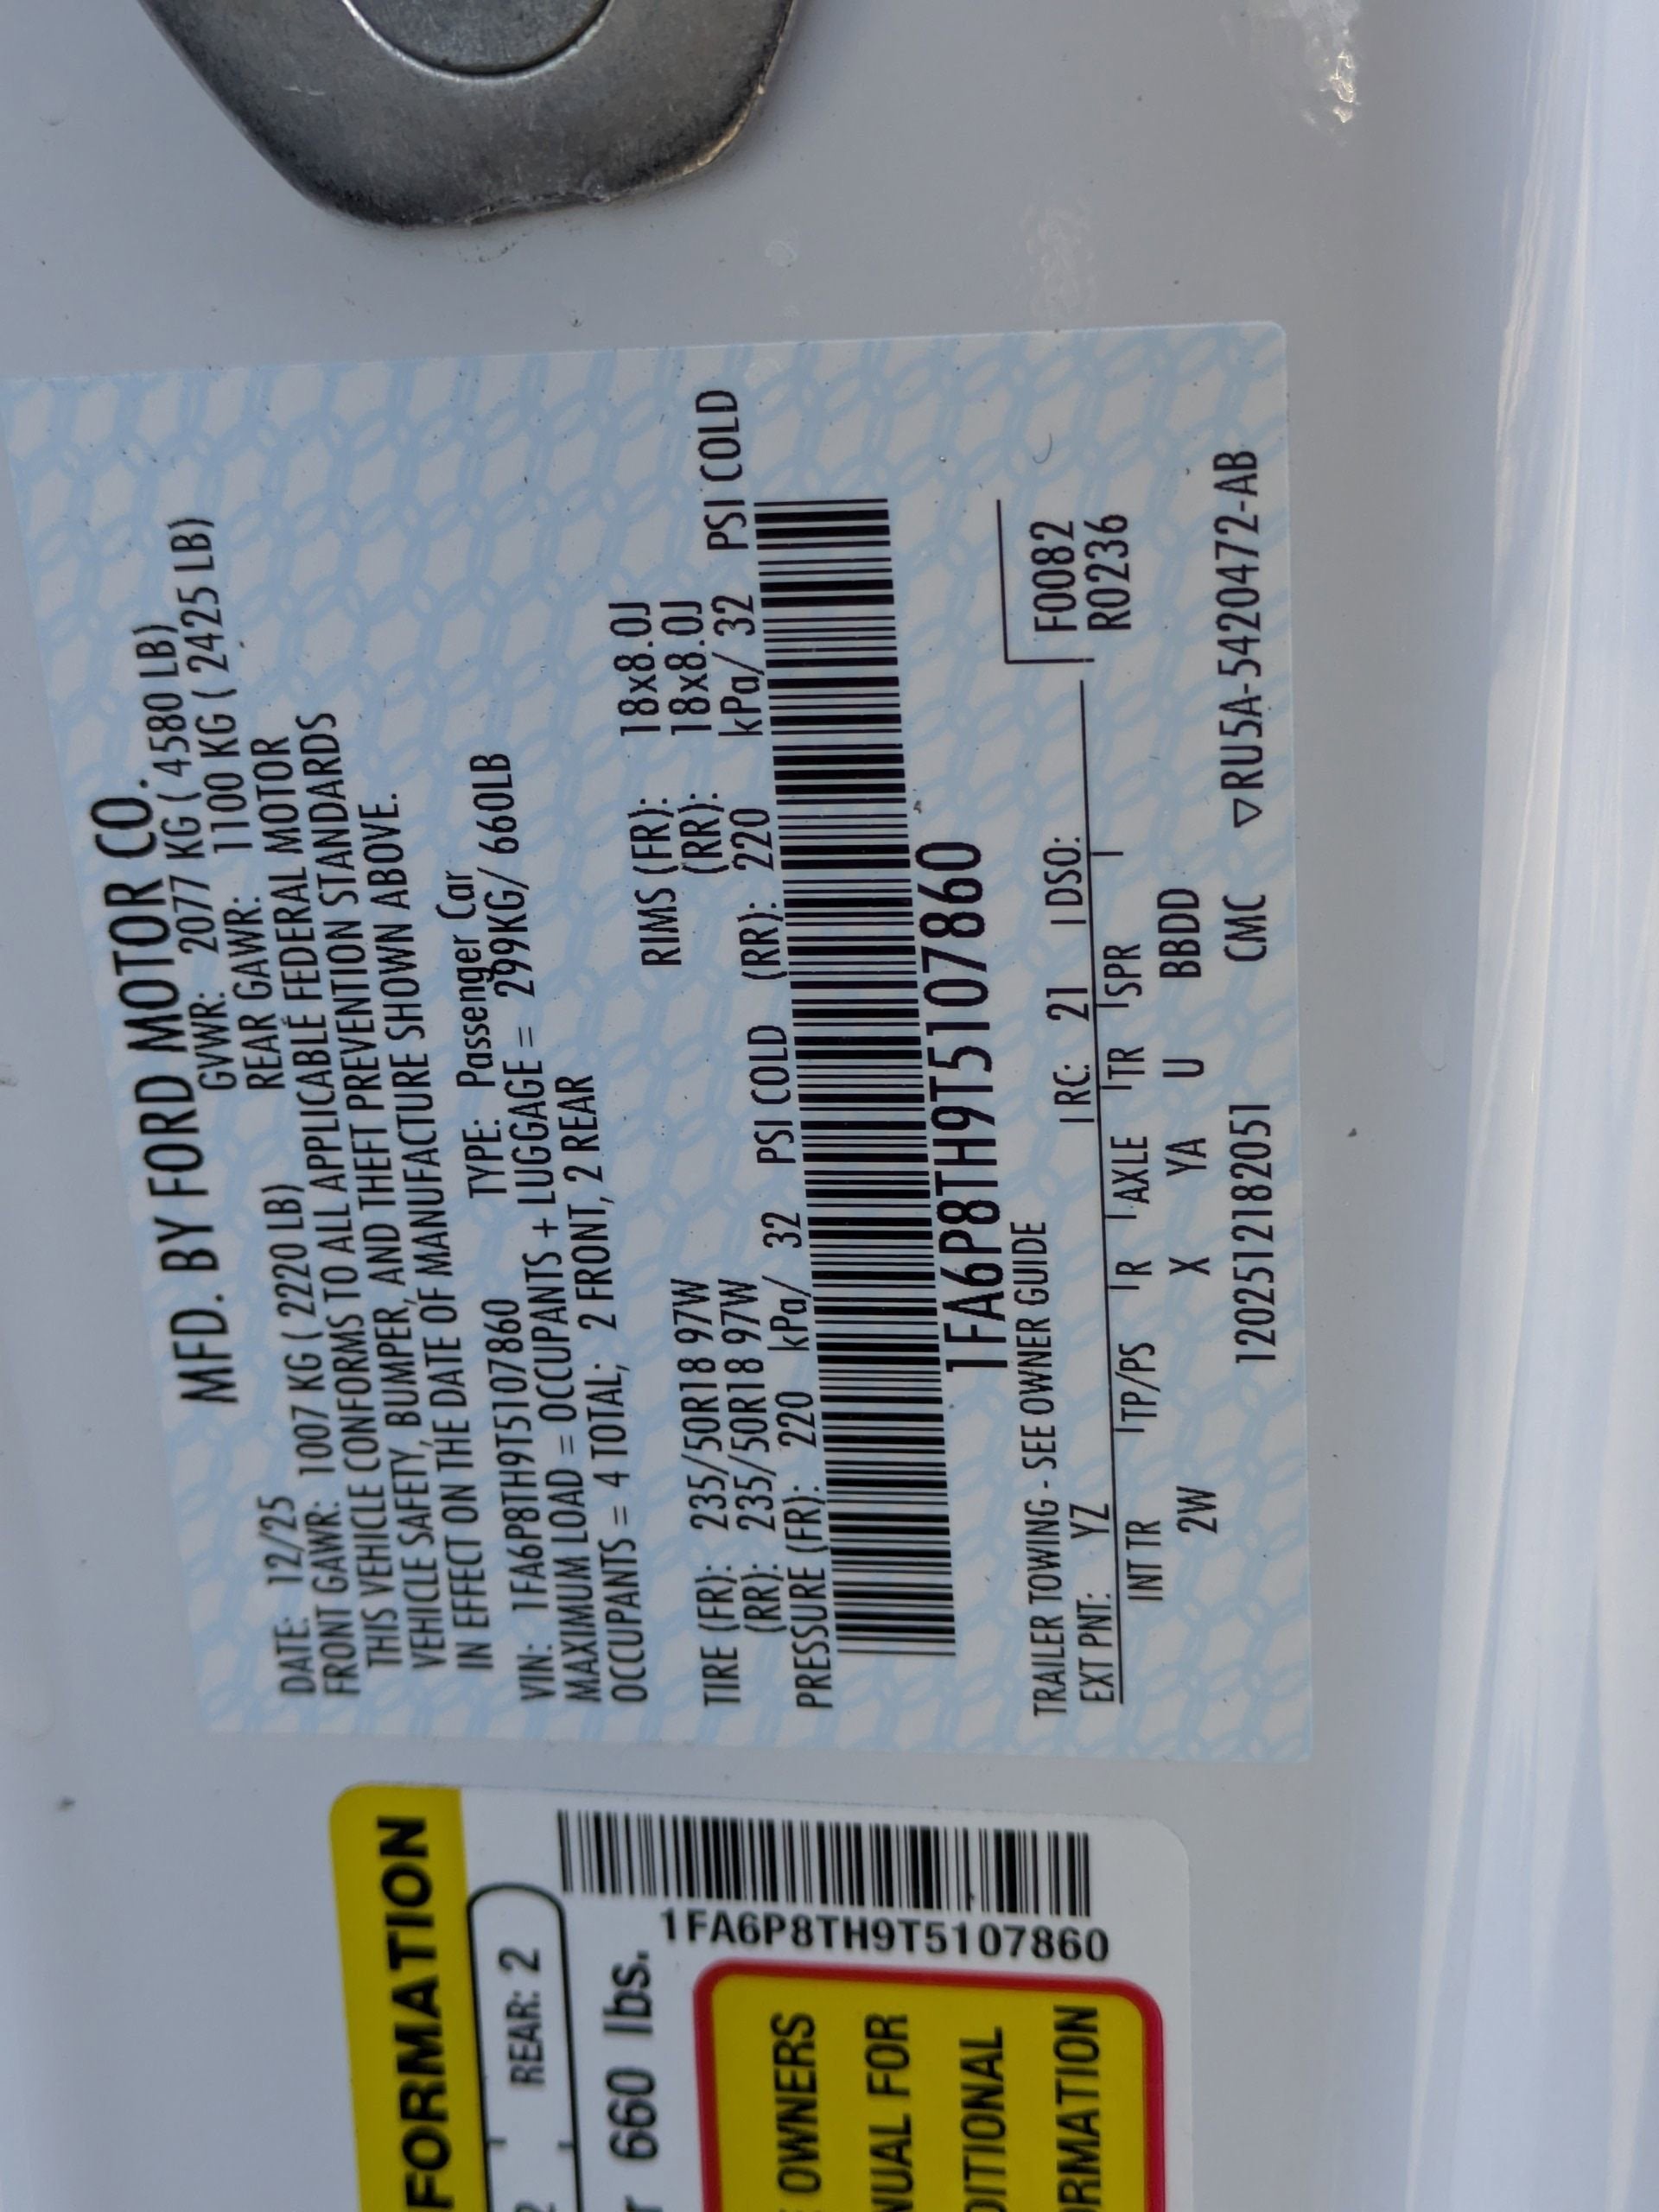 MFD. BY FORD MOTOR CO.
DATE: 12/25 GVWR: 2077 KG ( 4580 LB)
FRONT GAWR: 1007 KG ( 2220 LB) REAR GAWR: 1100 KG ( 2425 LB)
THIS VEHICLE CONFORMS TO ALL APPLICABLE FEDERAL MOTOR
VEHICLE SAFETY, BUMPER, AND THEFT PREVENTION STANDARDS
IN EFFECT ON THE DATE OF MANUFACTURE SHOWN ABOVE.
VIN: 1FA6P8TH9T5107860 TYPE: Passenger Car
MAXIMUM LOAD = OCCUPANTS + LUGGAGE = 299KG/ 660LB
OCCUPANTS = 4 TOTAL; 2 FRONT, 2 REAR
TIRE (FR): 235/50R18 97W RIMS (FR): 18x8.0J
(RR): 235/50R18 97W (RR): 18x8.0J
PRESSURE (FR): 220 kPa/ 32 PSI COLD (RR): 220 kPa/ 32 PSI COLD
1FA6P8TH9T5107860
TRAILER TOWING - SEE OWNER GUIDE
EXT PNT: YZ RC: 21 DSO: F0082
R0236
INT TR TP/PS R AXLE TR SPR
2W X YA U BBDD
1202512182051 CMC ▽RU5A-5420472-AB
FORMATION
REAR: 2
660 lbs.
1FA6P8TH9T5107860
OWNERS
NUAL FOR
DITIONAL
ORMATION